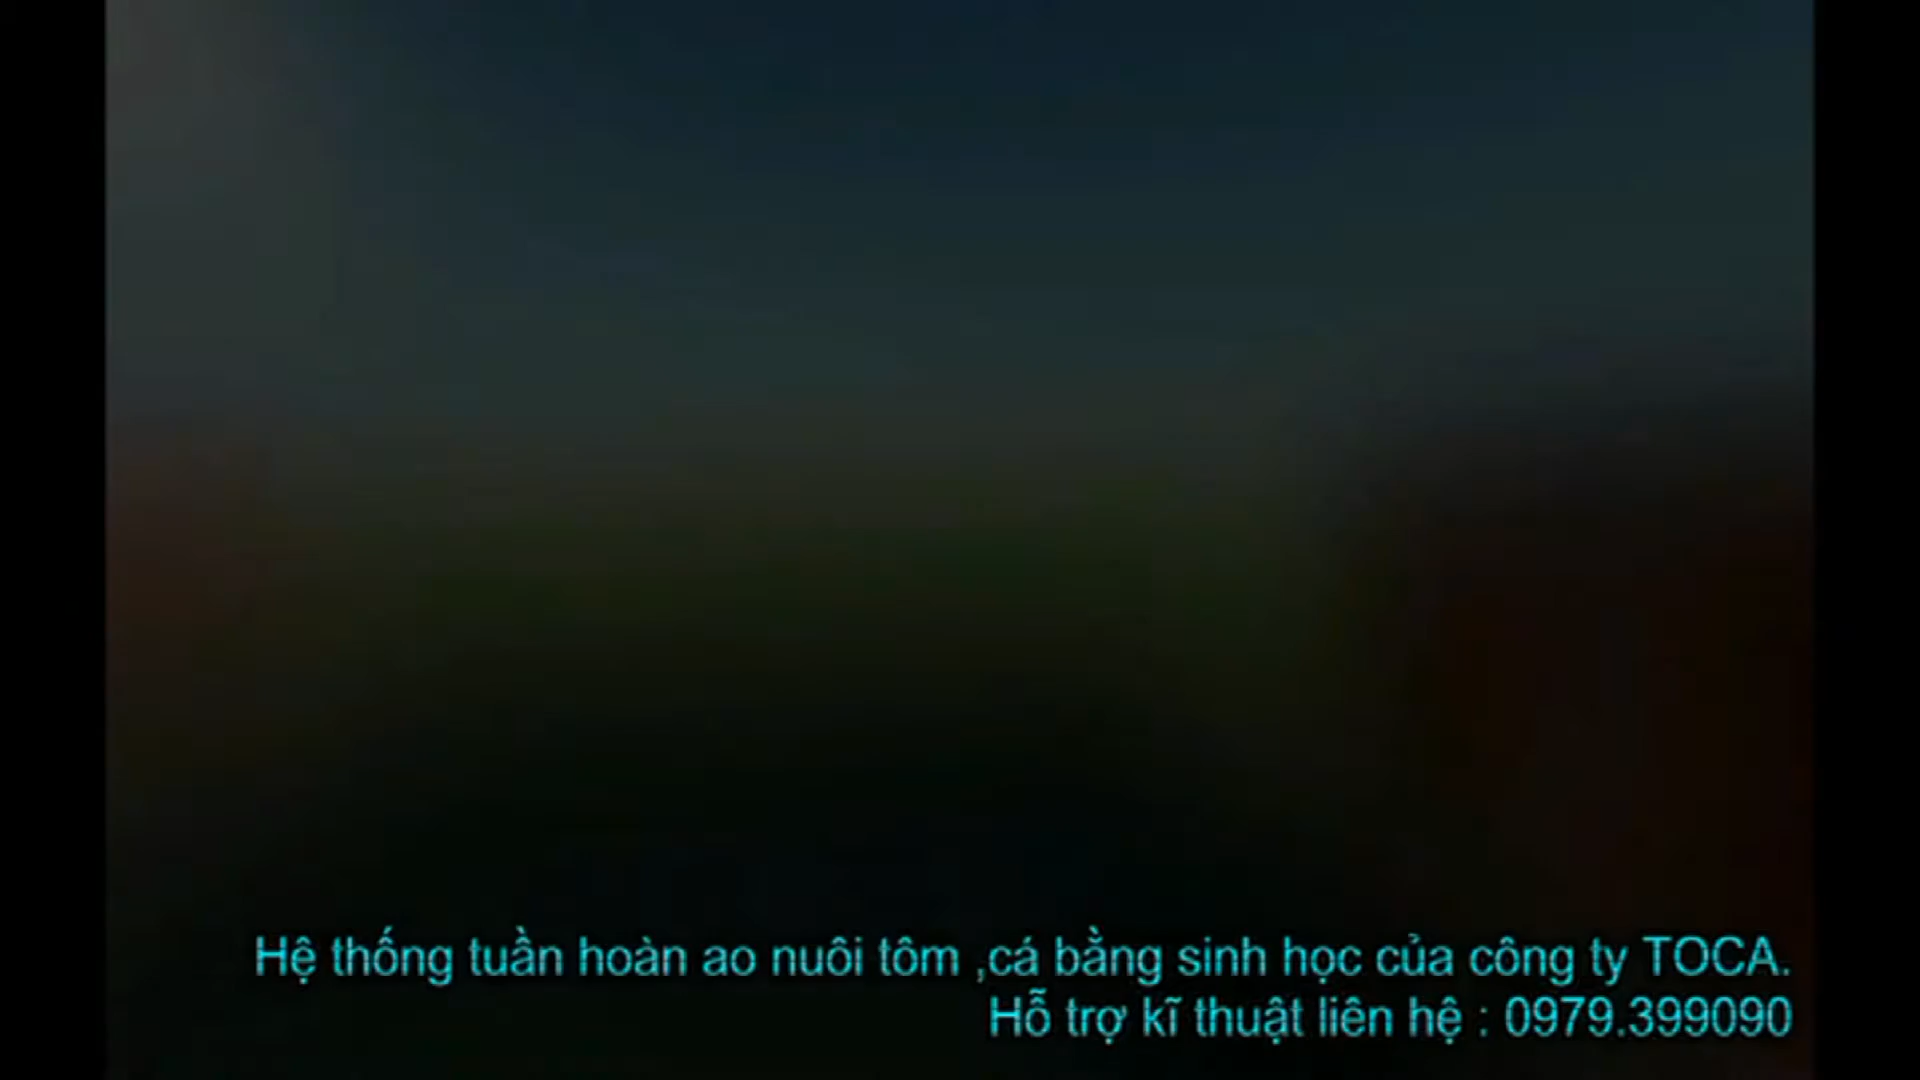 Hệ thống tuần hoàn ao nuôi tôm ,cá bằng sinh học của công ty TOCA.
Hỗ trợ kĩ thuật liên hệ : 0979.399090